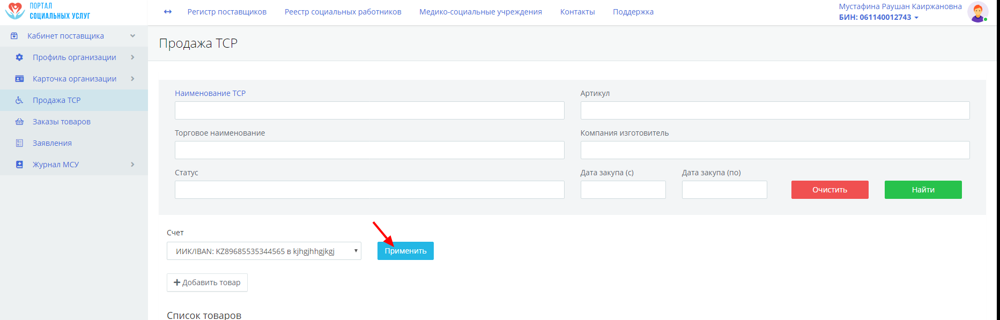 ПОРТАЛ
СОЦИАЛЬНЫХ УСЛУГ
Регистр поставщиков
Реестр социальных работников
Медико-социальные учреждения
Контакты
Поддержка
Мустафина Раушан Каиржановна
БИН: 061140012743
Кабинет поставщика
Профиль организации
Карточка организации
Продажа ТСР
Заказы товаров
Заявления
Журнал МСУ
Продажа ТСР
Наименование ТСР
Артикул
Торговое наименование
Компания изготовитель
Статус
Дата закупа (с)
Дата закупа (по)
Очистить
Найти
Счет
ИИК/IBAN: KZ89685535344565 в kjhgjhhgjkgj
Применить
Добавить товар
Список товаров